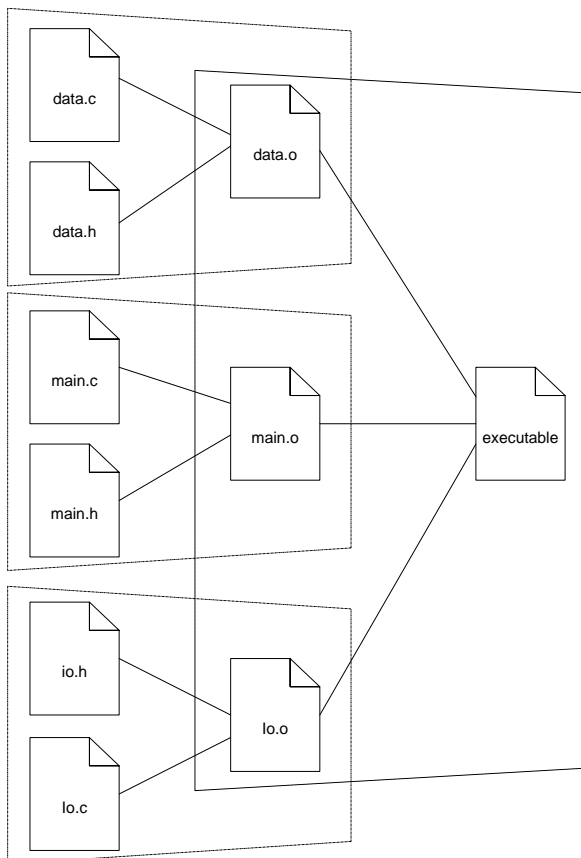 data.c
data.h
data.o
main.c
main.h
main.o
executable
io.h
Io.c
Io.o